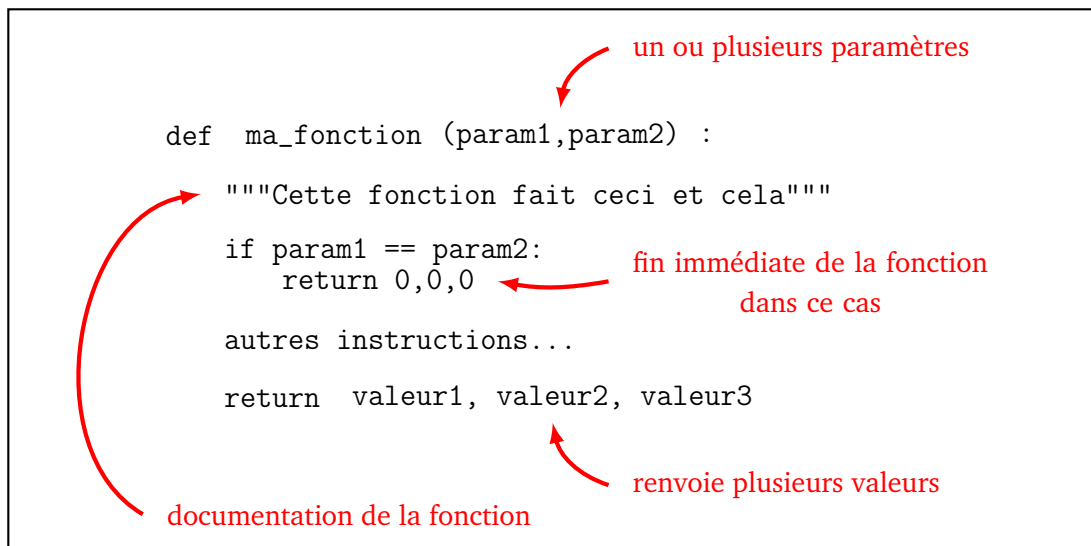 un ou plusieurs paramètres
def ma_fonction (param1,param2) :
"""Cette fonction fait ceci et cela"""
if param1 == param2:
return 0,0,0
fin immédiate de la fonction
dans ce cas
autres instructions...
return valeur1, valeur2, valeur3
renvoie plusieurs valeurs
documentation de la fonction